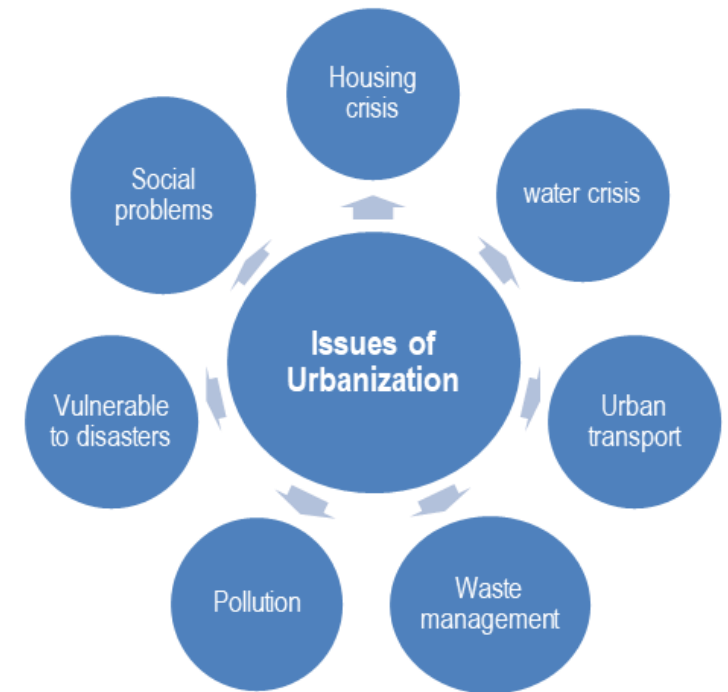 Housing
crisis
water crisis
Urban
transport
Waste
management
Pollution
Vulnerable
to disasters
Social
problems
Issues of
Urbanization